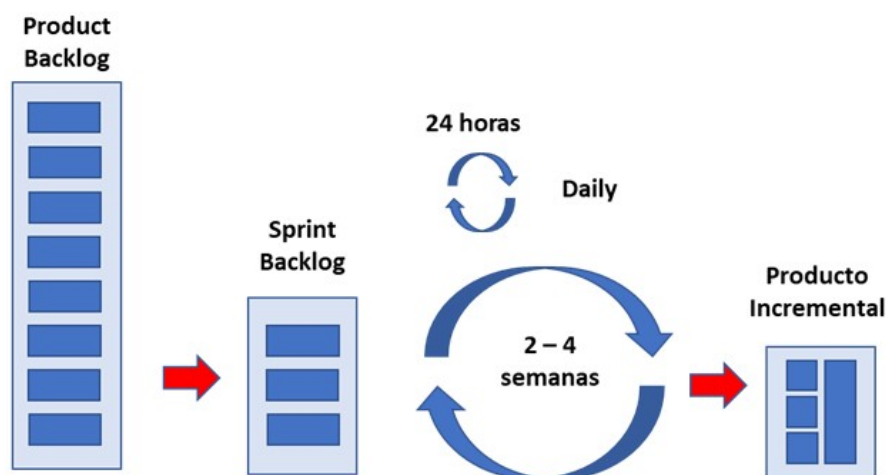 Product
Backlog
24 horas
Daily
Sprint
Backlog
Producto
Incremental
2 – 4
semanas